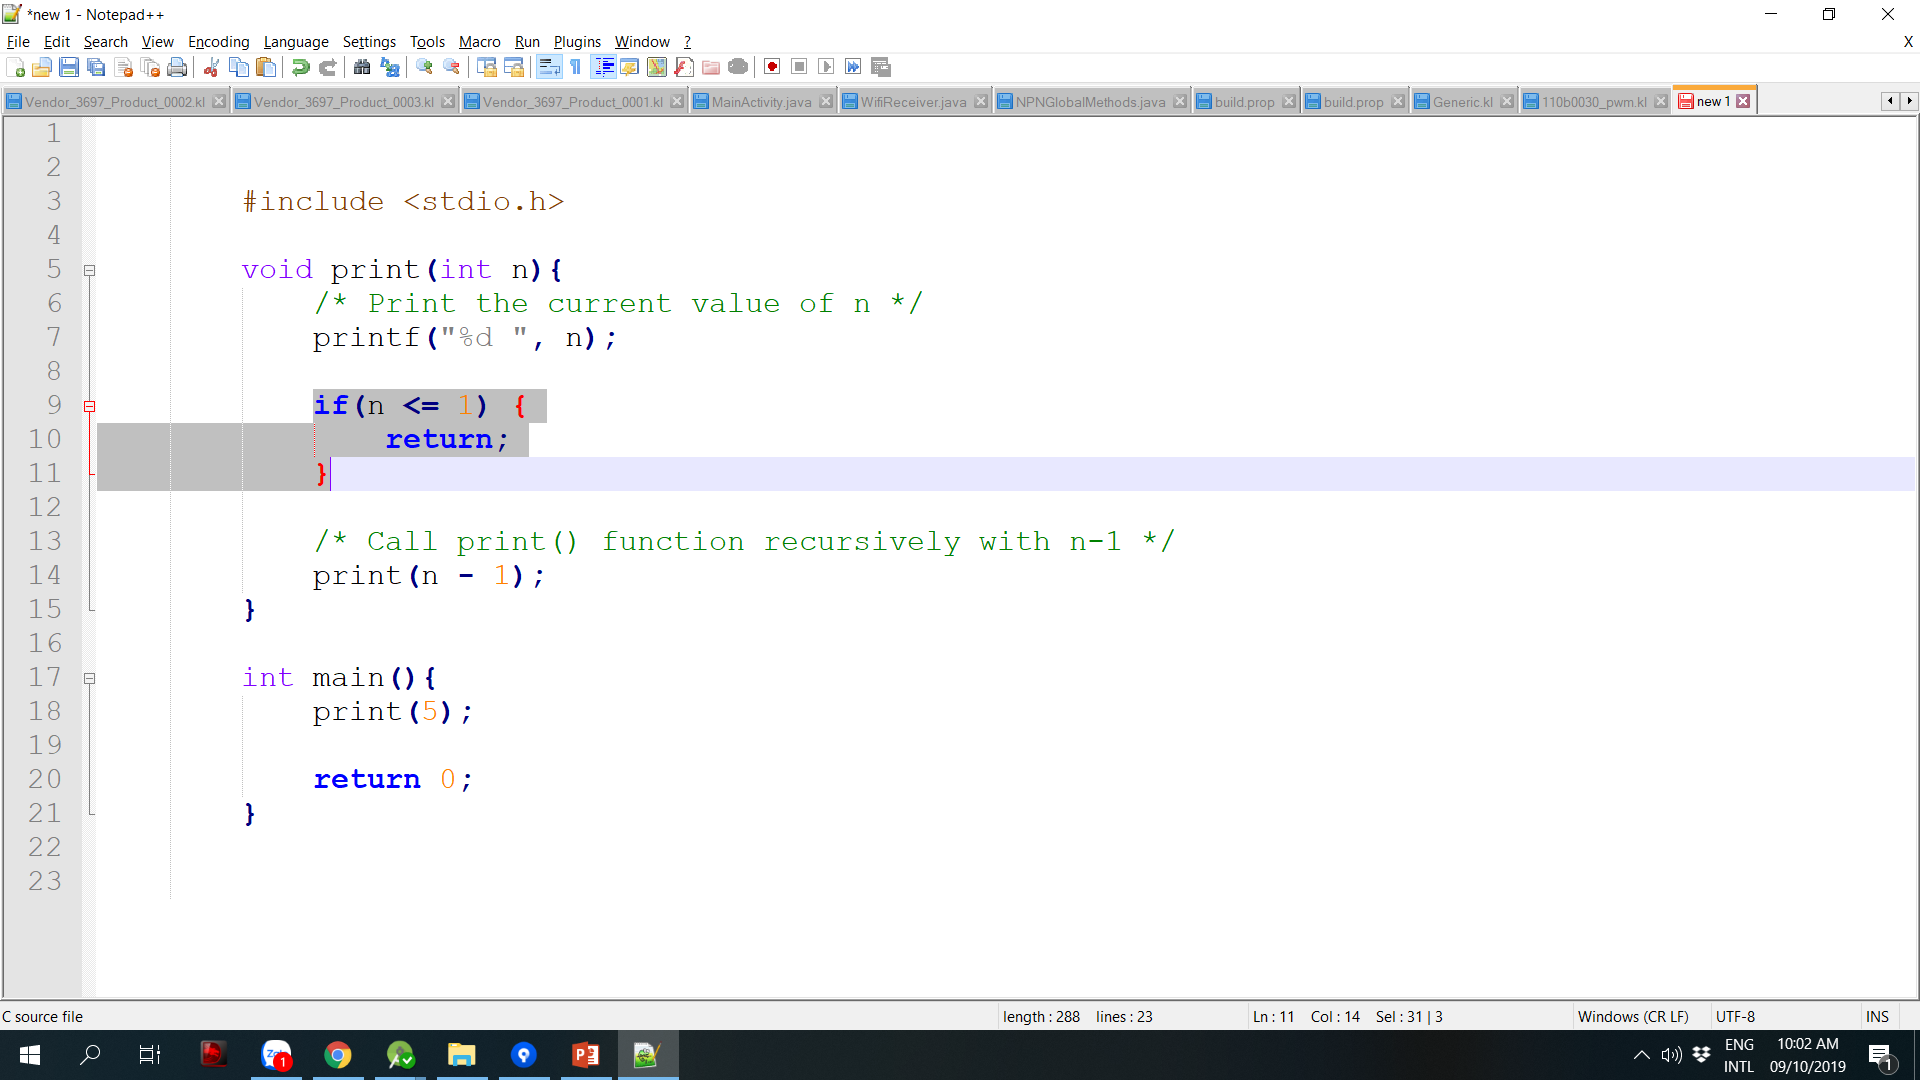 *new 1 - Notepad++
File Edit Search View Encoding Language Settings Tools Macro Run Plugins Window ? X
Vendor_3697_Product_0002.kl Vendor_3697_Product_0003.kl Vendor_3697_Product_0001.kl MainActivity.java WifiReceiver.java NPNGlobalMethods.java build.prop build.prop Generic.kl 110b0030_pwm.kl new 1
1
2
3 #include <stdio.h>
4
5 void print(int n){
6 /* Print the current value of n */
7 printf("%d ", n);
8
9 if(n <= 1) {
10 return;
11 }
12
13 /* Call print() function recursively with n-1 */
14 print(n - 1);
15 }
16
17 int main(){
18 print(5);
19
20 return 0;
21 }
22
23
C source file length : 288 lines : 23 Ln : 11 Col : 14 Sel : 31 | 3 Windows (CR LF) UTF-8 INS
ENG 10:02 AM
INTL 09/10/2019 1